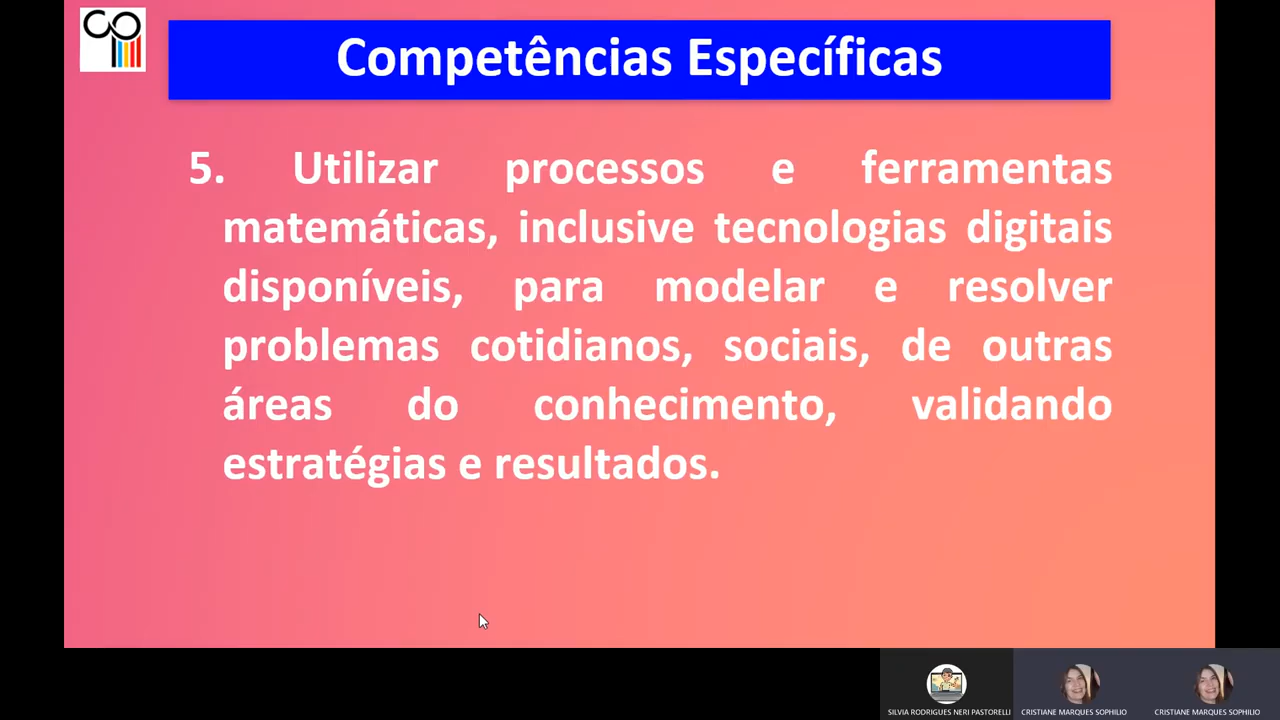 Competências Específicas
5. Utilizar processos e ferramentas
matemáticas, inclusive tecnologias digitais
disponíveis, para modelar e resolver
problemas cotidianos, sociais, de outras
áreas do conhecimento, validando
estratégias e resultados.
SILVIA RODRIGUES NERI PASTORELLI
CRISTIANE MARQUES SOPHILIO
CRISTIANE MARQUES SOPHILIO